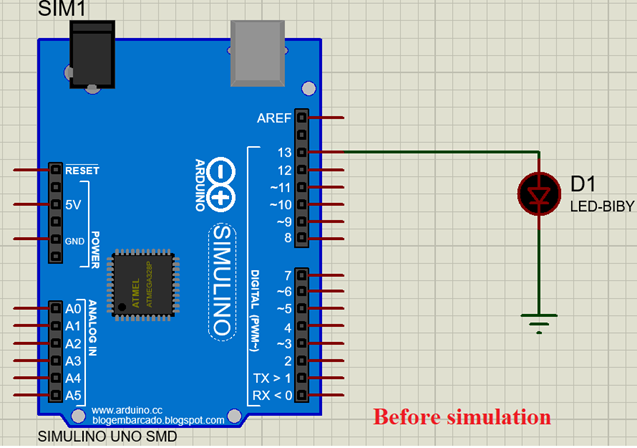 SIM1
AREF
13
12
~11
~10
~9
8
7
~6
~5
4
~3
2
TX > 1
RX < 0
RESET
5V
GND
POWER
A0
A1
A2
A3
A4
A5
ANALOG IN
ARDUINO
SIMULINO
DIGITAL (PWM~)
ATMEL
ATMEGA328P
www.arduino.cc
blogembarcado.blogspot.com
SIMULINO UNO SMD
D1
LED-BIBY
Before simulation